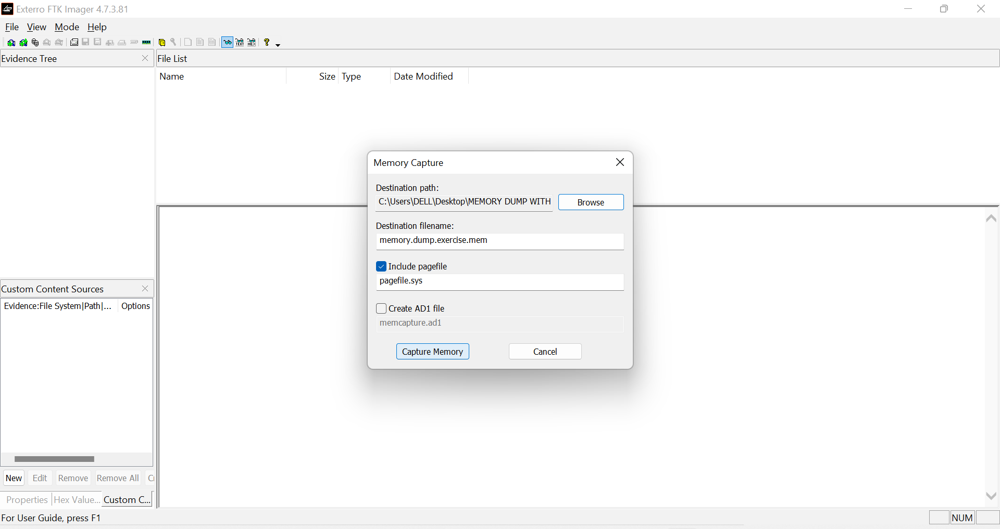 Exterro FTK Imager 4.7.3.81
File View Mode Help
TEXT HEX
Evidence Tree
File List
Name Size Type Date Modified
Memory Capture
Destination path:
C:\Users\DELL\Desktop\MEMORY DUMP WITH
Browse
Destination filename:
memory.dump.exercise.mem
Include pagefile
pagefile.sys
Create AD1 file
memcapture.ad1
Capture Memory Cancel
Custom Content Sources
Evidence:File System|Path|... Options
New Edit Remove Remove All
Properties Hex Value... Custom C...
For User Guide, press F1
NUM